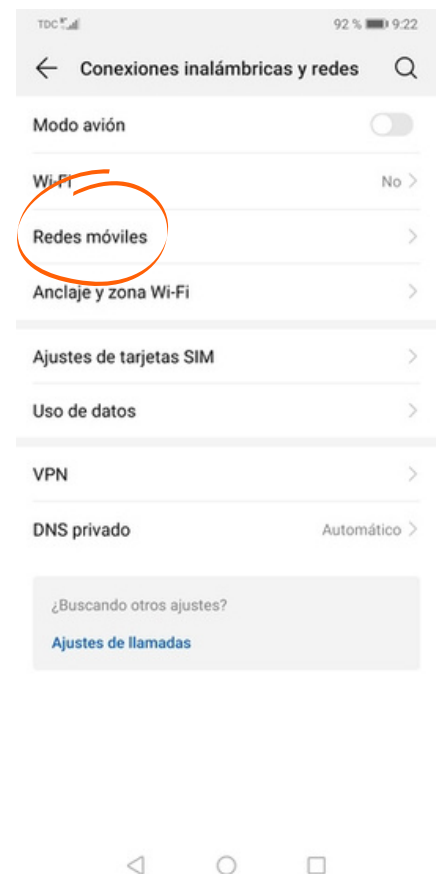 TDC 92 % 9:22
Conexiones inalámbricas y redes
Modo avión
Wi-Fi No
Redes móviles
Anclaje y zona Wi-Fi
Ajustes de tarjetas SIM
Uso de datos
VPN
DNS privado Automático
¿Buscando otros ajustes?
Ajustes de llamadas